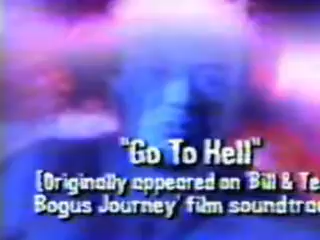 "Go To Hell"
(Originally appeared on 'Bill & Te
Bogus Journey' film soundtra